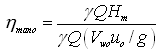 η_mano = γQH_m / γQ(V_wo u_o / g)